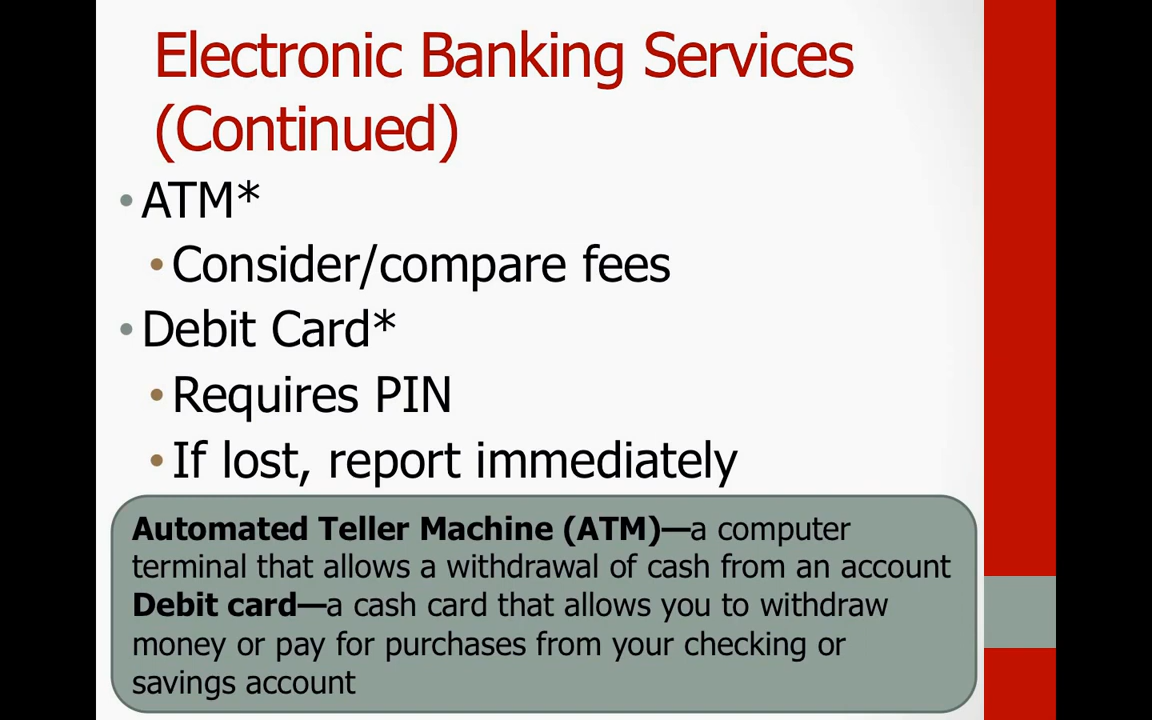 Electronic Banking Services
(Continued)
• ATM*
• Consider/compare fees
• Debit Card*
• Requires PIN
• If lost, report immediately
Automated Teller Machine (ATM)—a computer
terminal that allows a withdrawal of cash from an account
Debit card—a cash card that allows you to withdraw
money or pay for purchases from your checking or
savings account